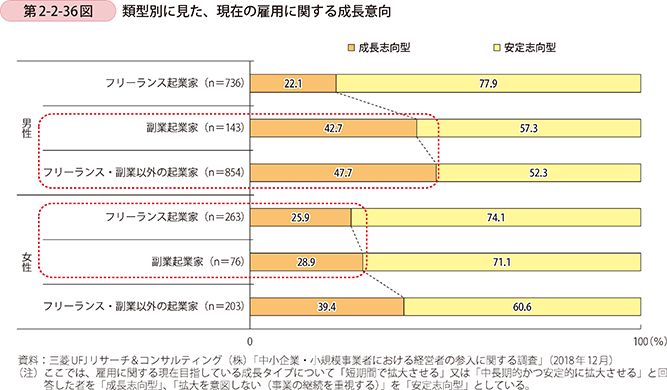 第2-2-36図 類型別に見た、現在の雇用に関する成長意向
成長志向型 安定志向型
男性
フリーランス起業家（n＝736） 22.1 77.9
副業起業家（n＝143） 42.7 57.3
フリーランス・副業以外の起業家（n＝854） 47.7 52.3
女性
フリーランス起業家（n＝263） 25.9 74.1
副業起業家（n＝76） 28.9 71.1
フリーランス・副業以外の起業家（n＝203） 39.4 60.6
0 100（％）
資料：三菱UFJリサーチ＆コンサルティング（株）「中小企業・小規模事業者における経営者の参入に関する調査」（2018年12月）
（注）ここでは、雇用に関する現在目指している成長タイプについて「短期間で拡大させる」又は「中長期的かつ安定的に拡大させる」と回
答した者を「成長志向型」、「拡大を意図しない（事業の継続を重視する）」を「安定志向型」としている。